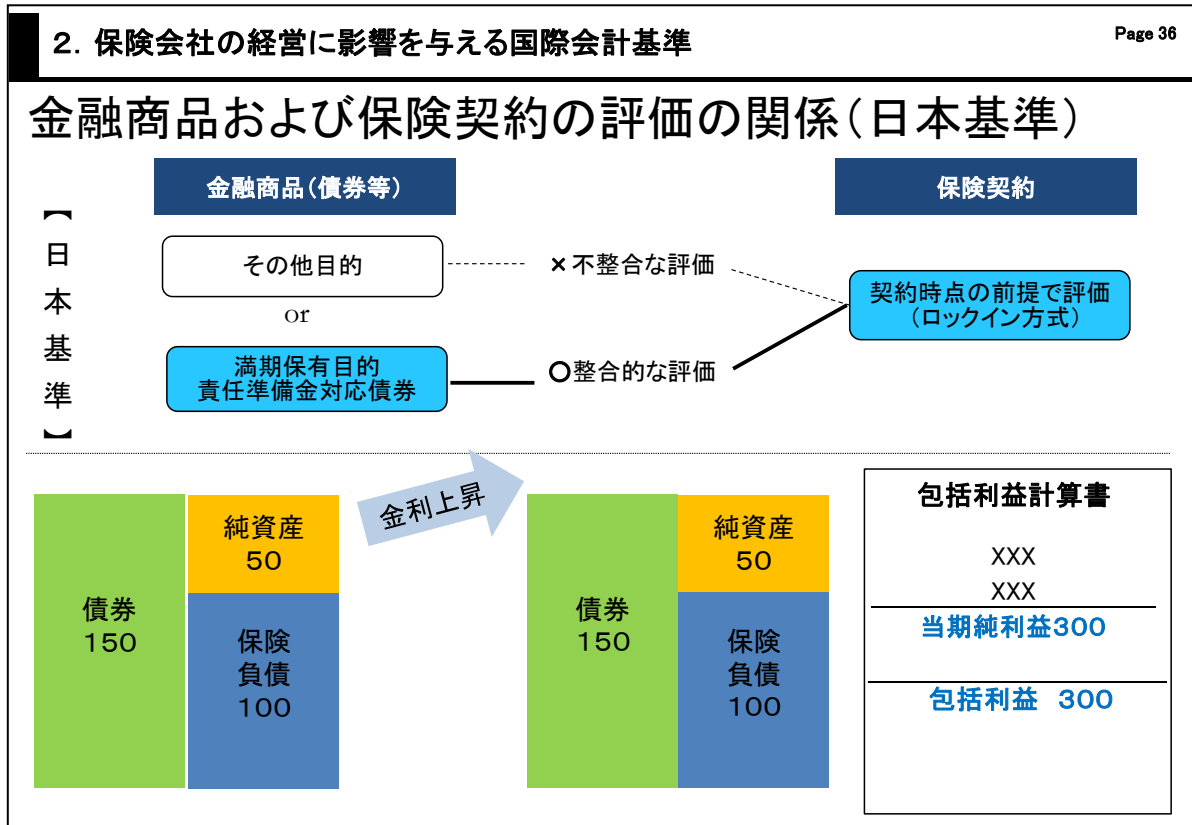 ２．保険会社の経営に影響を与える国際会計基準
Page 36
金融商品および保険契約の評価の関係（日本基準）
金融商品（債券等）
保険契約
【日本基準】
その他目的
×不整合な評価
契約時点の前提で評価
（ロックイン方式）
or
満期保有目的
責任準備金対応債券
○整合的な評価
金利上昇
債券
150
純資産
50
保険
負債
100
債券
150
純資産
50
保険
負債
100
包括利益計算書
XXX
XXX
当期純利益300
包括利益　300